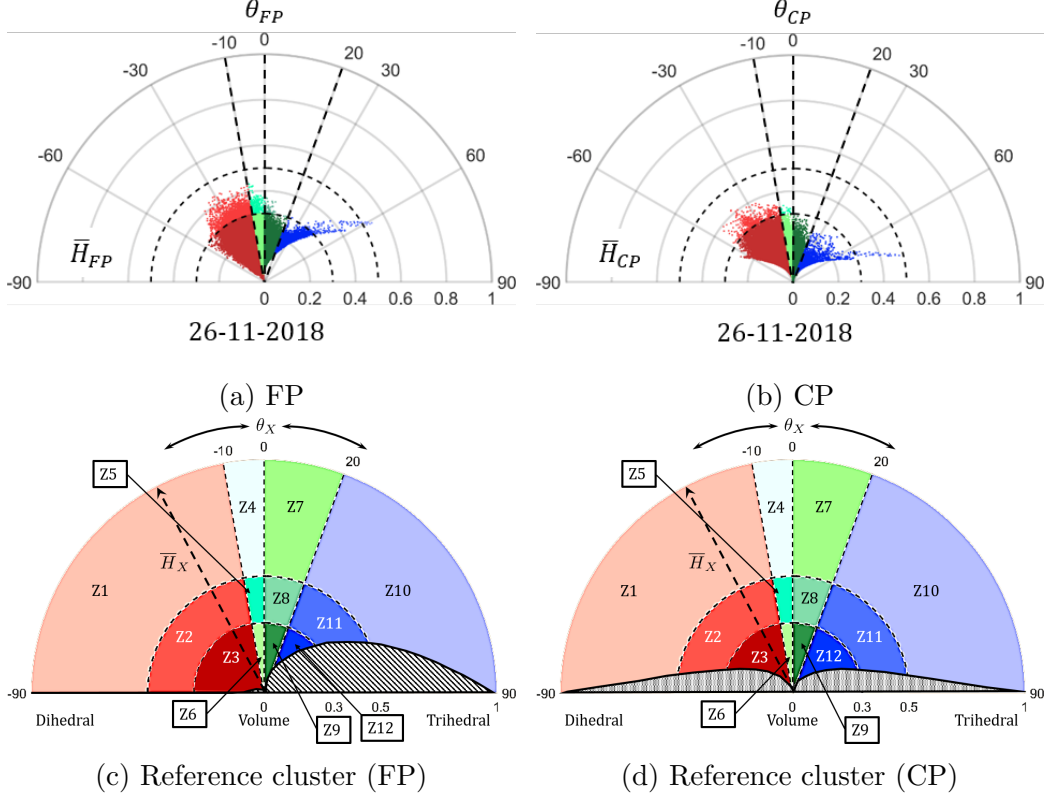 θ_FP
-10 0 20
-30 30
-60 60
H̅_FP
-90 90
0 0.2 0.4 0.6 0.8 1
26-11-2018
(a) FP
θ_CP
-10 0 20
-30 30
-60 60
H̅_CP
-90 90
0 0.2 0.4 0.6 0.8 1
26-11-2018
(b) CP
θ_X
-10 0 20
Z5
Z4 Z7
H̅_X
Z1 Z10
Z8
Z2 Z11
Z3
-90 90
Z6 0 0.3 0.5 1
Dihedral Volume Trihedral
Z9 Z12
(c) Reference cluster (FP)
θ_X
-10 0 20
Z5
Z4 Z7
H̅_X
Z1 Z10
Z8
Z2 Z11
Z3 Z12
-90 90
Z6 0 0.3 0.5 1
Dihedral Volume Trihedral
Z9
(d) Reference cluster (CP)